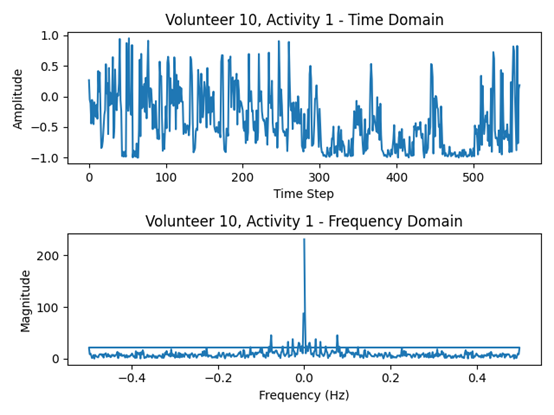 Volunteer 10, Activity 1 - Time Domain
1.0
0.5
0.0
−0.5
−1.0
Amplitude
0 100 200 300 400 500
Time Step
Volunteer 10, Activity 1 - Frequency Domain
200
100
0
Magnitude
−0.4 −0.2 0.0 0.2 0.4
Frequency (Hz)